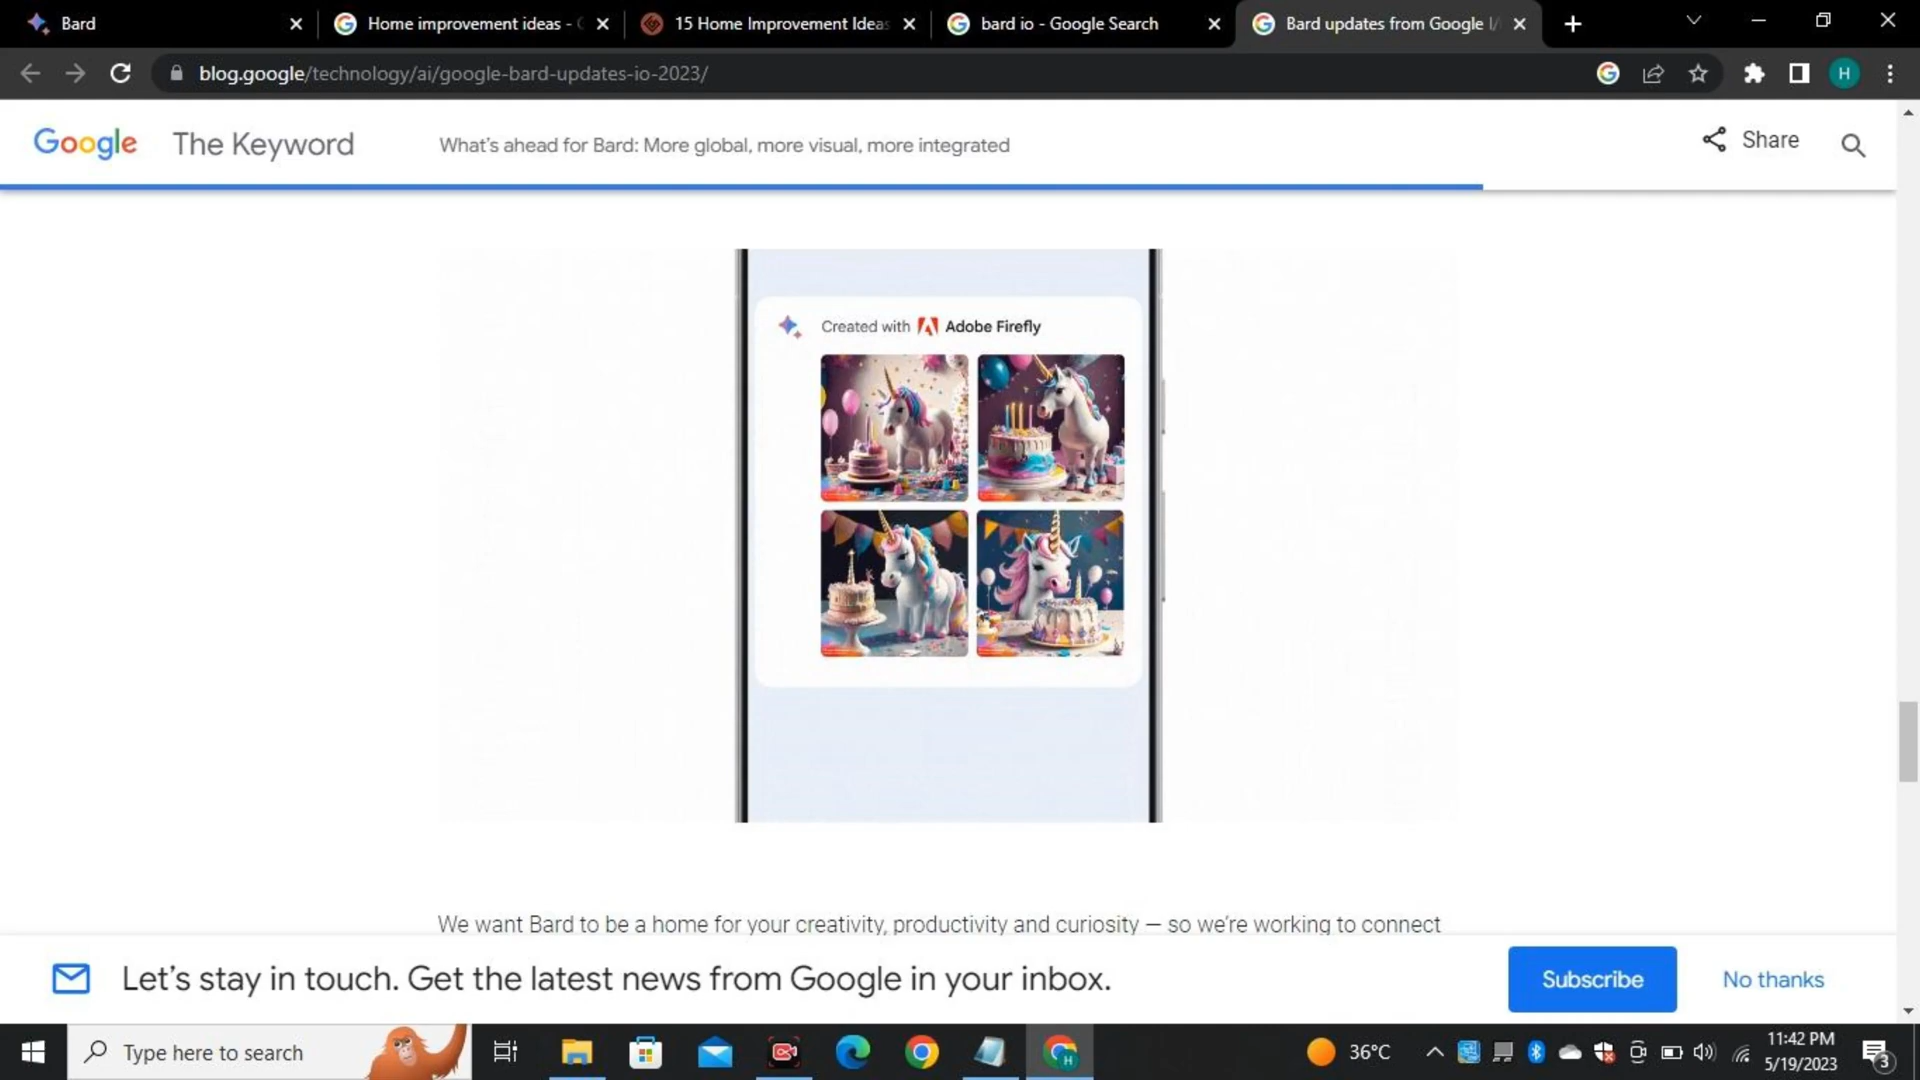 Bard
Home improvement ideas -
15 Home Improvement Ideas
bard io - Google Search
Bard updates from Google I/
blog.google/technology/ai/google-bard-updates-io-2023/
H
Google The Keyword
What's ahead for Bard: More global, more visual, more integrated
Share
Created with Adobe Firefly
We want Bard to be a home for your creativity, productivity and curiosity — so we're working to connect
Let's stay in touch. Get the latest news from Google in your inbox.
Subscribe
No thanks
Type here to search
H
36°C
11:42 PM
5/19/2023
3